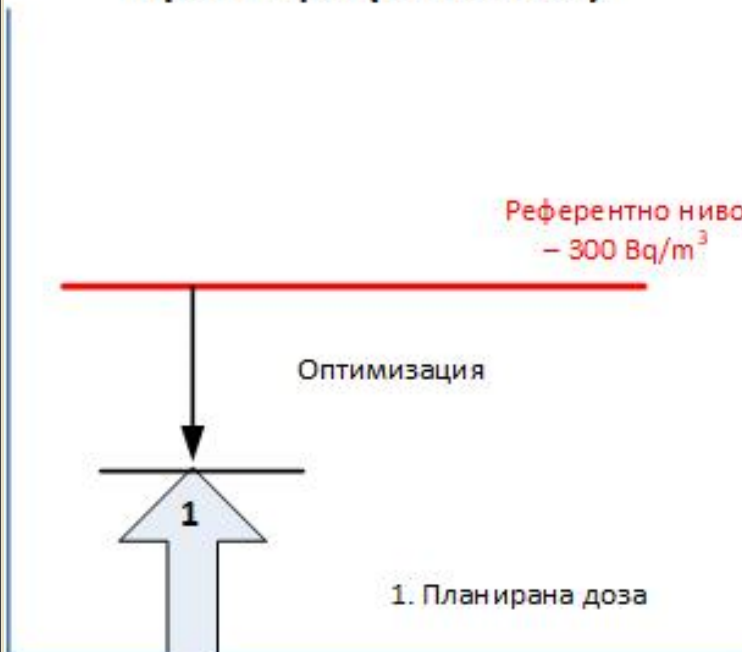 Референтно ниво
– 300 Bq/m³
Оптимизация
1
1. Планирана доза